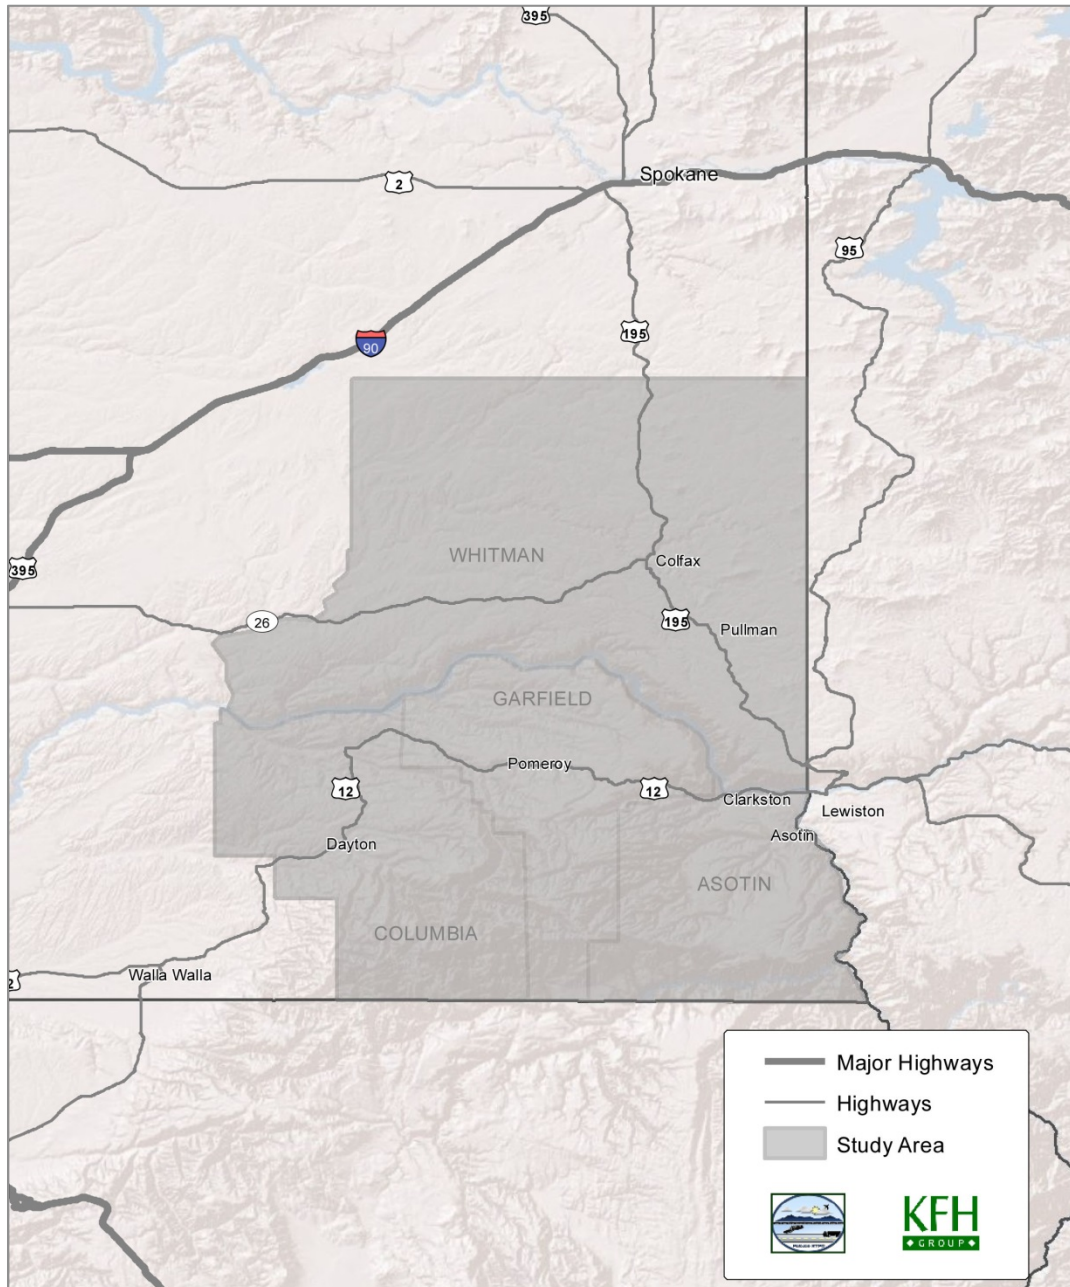 395
Spokane
2
95
195
90
WHITMAN
Colfax
395
26
195
Pullman
GARFIELD
Pomeroy
12
12
Clarkston
Lewiston
Dayton
Asotin
ASOTIN
COLUMBIA
Walla Walla
2
Major Highways
Highways
Study Area
KFH
GROUP